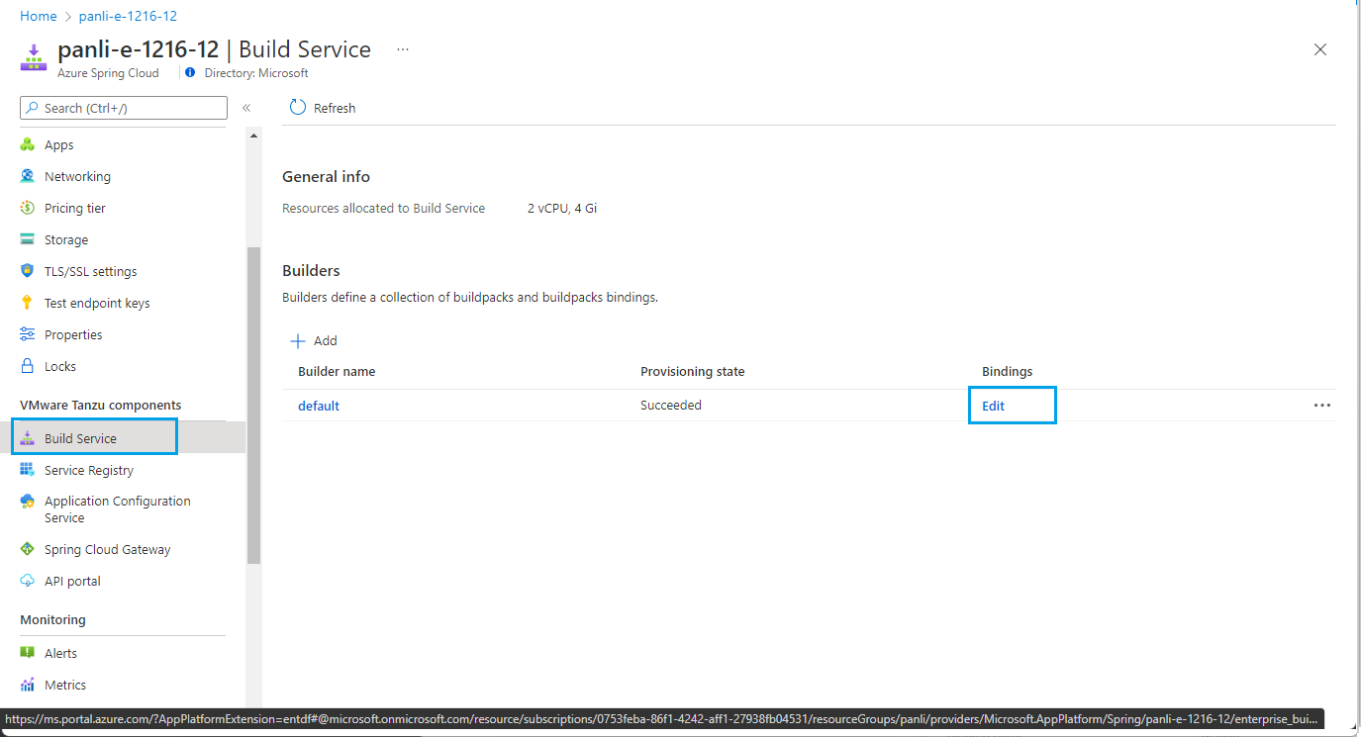 Home > panli-e-1216-12
panli-e-1216-12 | Build Service ...
Azure Spring Cloud
Directory: Microsoft
Search (Ctrl+/)
«
Refresh
Apps
Networking
Pricing tier
Storage
TLS/SSL settings
Test endpoint keys
Properties
Locks
VMware Tanzu components
Build Service
Service Registry
Application Configuration
Service
Spring Cloud Gateway
API portal
Monitoring
Alerts
Metrics
General info
Resources allocated to Build Service 2 vCPU, 4 Gi
Builders
Builders define a collection of buildpacks and buildpacks bindings.
+ Add
Builder name Provisioning state Bindings
default Succeeded Edit ...
https://ms.portal.azure.com/?AppPlatformExtension=entdf#@microsoft.onmicrosoft.com/resource/subscriptions/0753feba-86f1-4242-aff1-27938fb04531/resourceGroups/panli/providers/Microsoft.AppPlatform/Spring/panli-e-1216-12/enterprise_bui...